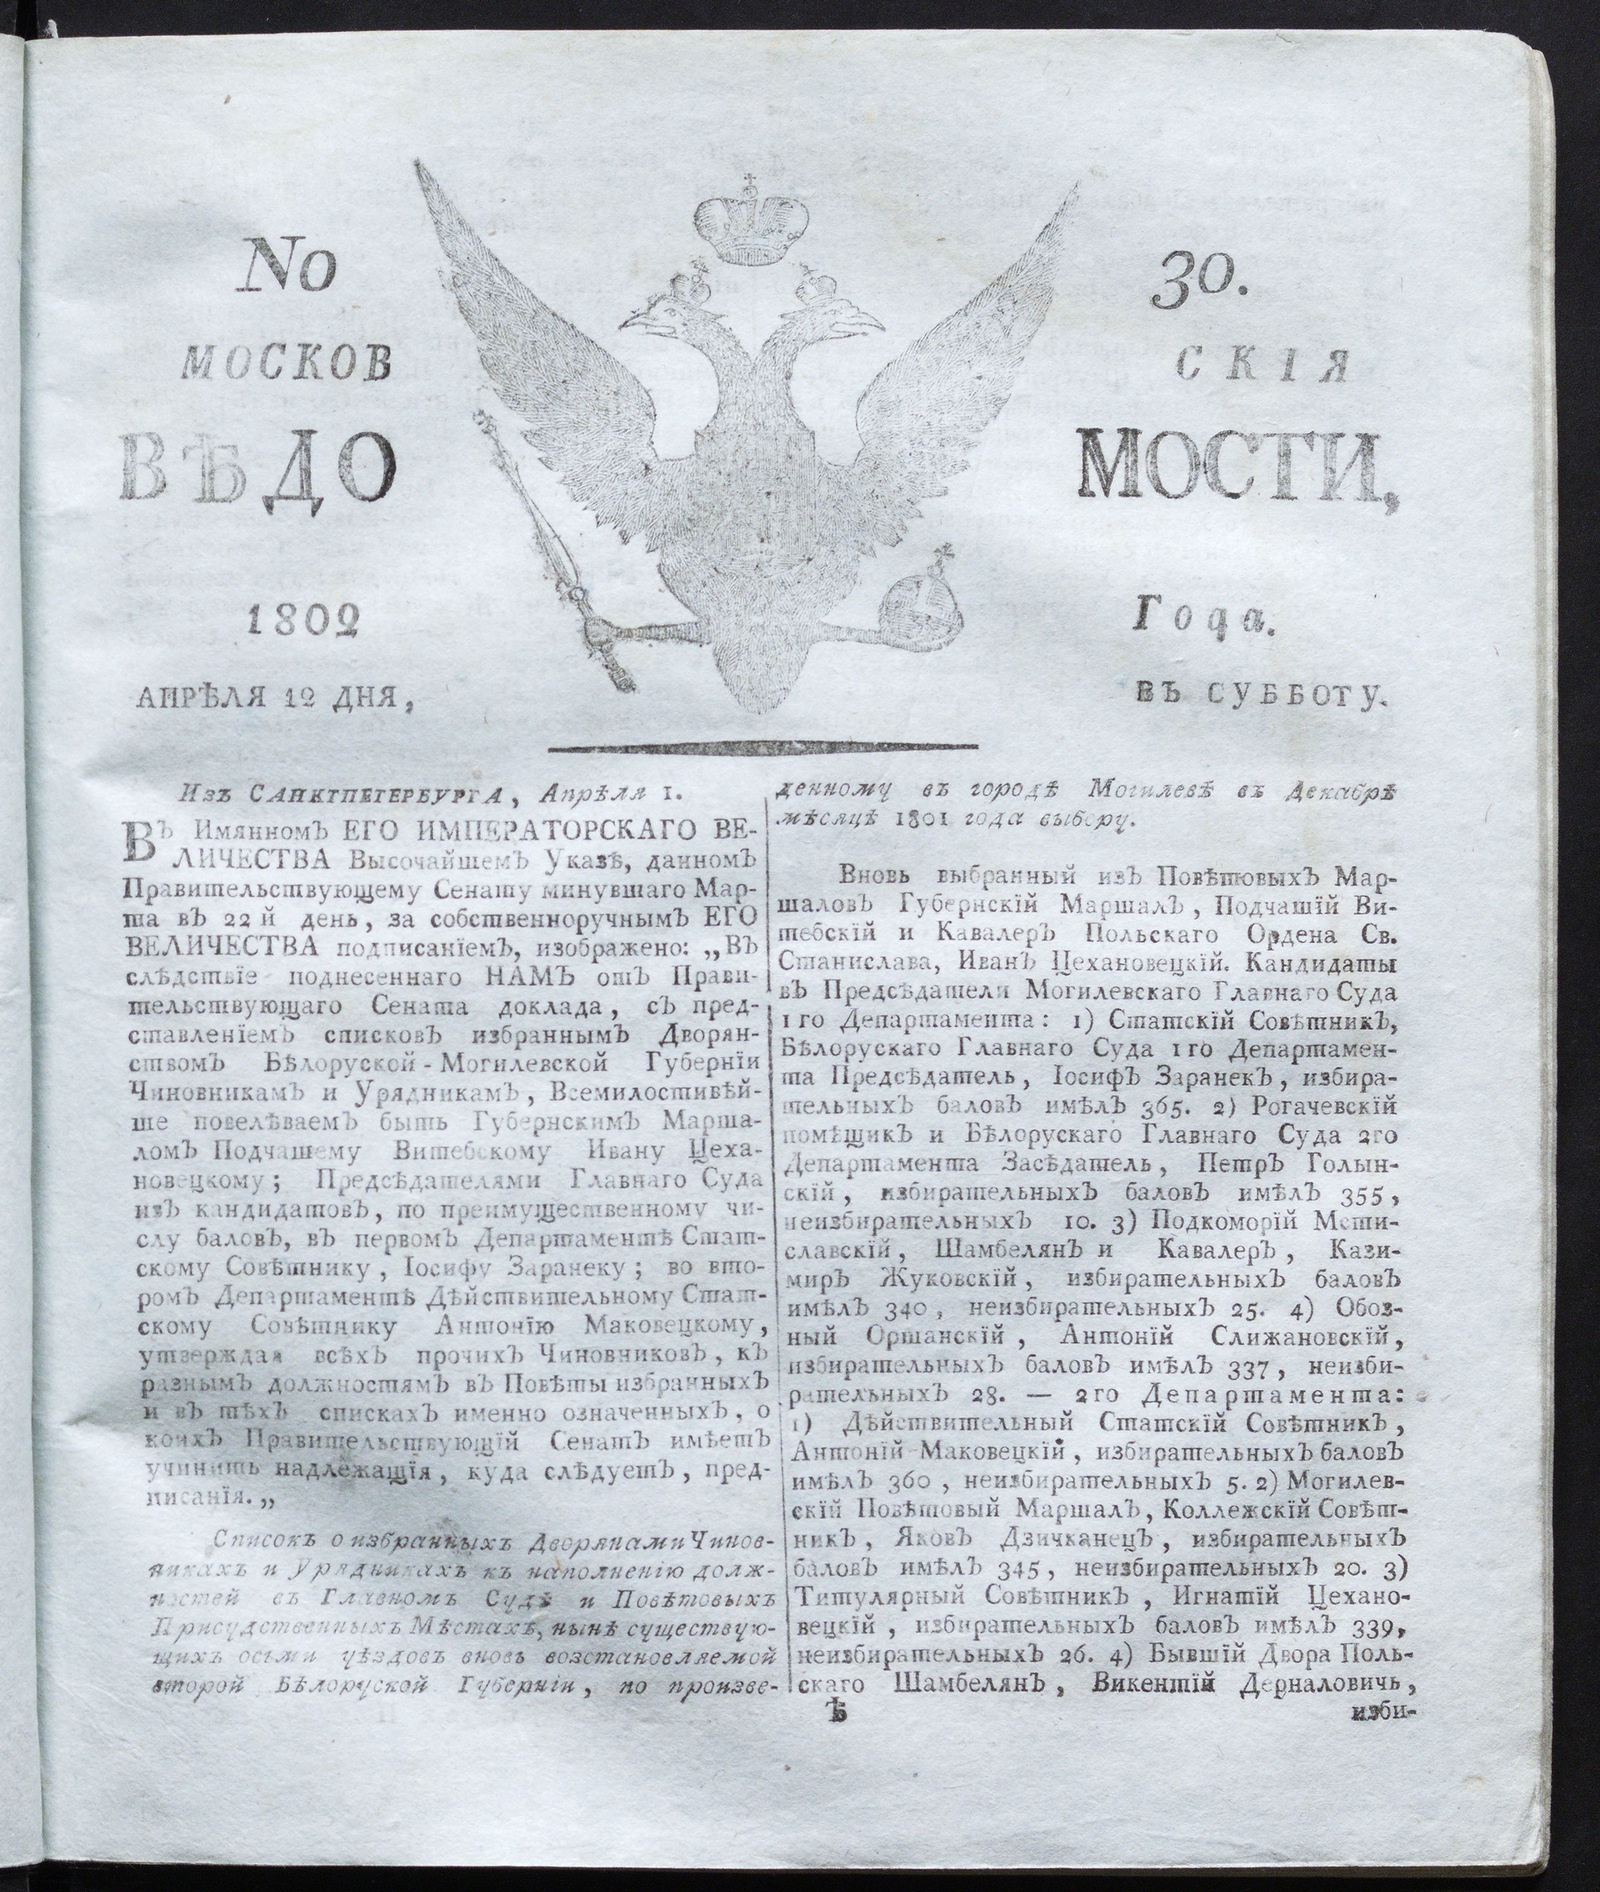 No 30.
МОСКОВ СКІЯ
ВѢДО МОСТИ,
1802 Года.
АПРѢЛЯ 12 ДНЯ, ВЪ СУББОТУ.
Изъ САНКТПЕТЕРБУРГА, Апрѣля 1.
ВЪ Имянномъ ЕГО ИМПЕРАТОРСКАГО ВЕ-
ЛИЧЕСТВА Высочайшемъ Указѣ, данномъ
Правительствующему Сенату минувшаго Мар-
та въ 22 й день, за собственноручнымъ ЕГО
ВЕЛИЧЕСТВА подписаніемъ, изображено: „Въ
слѣдствіе поднесеннаго НАМЪ отъ Прави-
тельствующаго Сената доклада, съ пред-
ставленіемъ списковъ избраннымъ Дворян-
ствомъ Бѣлоруской-Могилевской Губерніи
Чиновникамъ и Урядникамъ, Всемилостивѣй-
ше повелѣваемъ быть Губернскимъ Марша-
ломъ Подчашему Витебскому Ивану Цеха-
новецкому; Предсѣдателями Главнаго Суда
изъ кандидатовъ, по преимущественному чи-
слу баловъ, въ первомъ Департаментѣ Стат-
скому Совѣтнику, Іосифу Заранеку; во вто-
ромъ Департаментѣ Дѣйствительному Стат-
скому Совѣтнику Антонію Маковецкому,
утверждая всѣхъ прочихъ Чиновниковъ, къ
разнымъ должностямъ въ Повѣты избранныхъ
и въ тѣхъ спискахъ именно означенныхъ, о
коихъ Правительствующій Сенатъ имѣетъ
учинить надлежащія, куда слѣдуетъ, пред-
писанія.„
Списокъ о избранныхъ Дворянами Чинов-
никахъ и Урядникахъ къ наполненію долж-
ностей въ Главномъ Судѣ и Повѣтовыхъ
Присудственныхъ Мѣстахъ, нынѣ существую-
щихъ осьми уѣздовъ вновь возстановляемой
второй Бѣлоруской Губерніи, по произве-
денному въ городѣ Могилевѣ въ Декабрѣ
мѣсяцѣ 1801 года выбору.
Вновь выбранный изъ Повѣтовыхъ Мар-
шаловъ Губернскій Маршалъ, Подчашій Ви-
тебскій и Кавалеръ Польскаго Ордена Св.
Станислава, Иванъ Цехановецкій. Кандидаты
въ Предсѣдатели Могилевскаго Главнаго Суда
1го Департамента: 1) Статскій Совѣтникъ,
Бѣлорускаго Главнаго Суда 1го Департамен-
та Предсѣдатель, Іосифъ Заранекъ, избира-
тельныхъ баловъ имѣлъ 365. 2) Рогачевскій
помѣщикъ и Бѣлорускаго Главнаго Суда 2го
Департамента Засѣдатель, Петръ Голын-
скій, избирательныхъ баловъ имѣлъ 355,
неизбирательныхъ 10. 3) Подкоморій Мсти-
славскій, Шамбелянъ и Кавалеръ, Кази-
миръ Жуковскій, избирательныхъ баловъ
имѣлъ 340, неизбирательныхъ 25. 4) Обоз-
ный Оршанскій, Антоній Слижановскій,
избирательныхъ баловъ имѣлъ 337, неизби-
рательныхъ 28. — 2го Департамента:
1) Дѣйствительный Статскій Совѣтникъ,
Антоній Маковецкій, избирательныхъ баловъ
имѣлъ 360, неизбирательныхъ 5. 2) Могилев-
скій Повѣтовый Маршалъ, Коллежскій Совѣт-
никъ, Яковъ Дзичканецъ, избирательныхъ
баловъ имѣлъ 345, неизбирательныхъ 20. 3)
Титулярный Совѣтникъ, Игнатій Цехано-
вецкій, избирательныхъ баловъ имѣлъ 339,
неизбирательныхъ 26. 4) Бывшій Двора Поль-
скаго Шамбелянъ, Викентій Дерналовичь,
Ѣ изби-